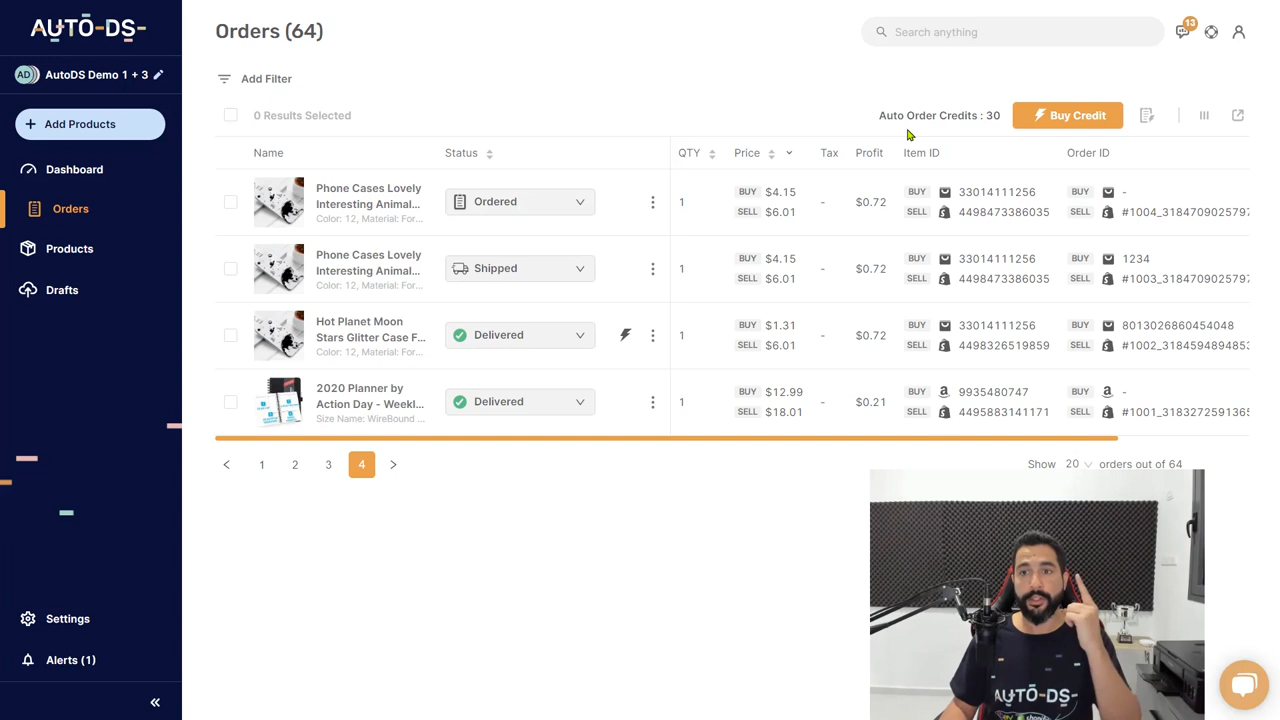 AUTO-DS-
AD
AutoDS Demo 1 + 3
+ Add Products
Dashboard
Orders
Products
Drafts
Settings
Alerts (1)
Orders (64)
Search anything
13
Add Filter
0 Results Selected
Auto Order Credits : 30
Buy Credit
Name Status QTY Price Tax Profit Item ID Order ID
Phone Cases Lovely
Interesting Animal...
Color: 12, Material: For...
Ordered
1
BUY $4.15
SELL $6.01
-
$0.72
BUY 33014111256
SELL 4498473386035
BUY -
SELL #1004_3184709025797
Phone Cases Lovely
Interesting Animal...
Color: 12, Material: For...
Shipped
1
BUY $4.15
SELL $6.01
-
$0.72
BUY 33014111256
SELL 4498473386035
BUY 1234
SELL #1003_3184709025797
Hot Planet Moon
Stars Glitter Case F...
Color: 12, Material: For...
Delivered
1
BUY $1.31
SELL $6.01
-
$0.72
BUY 33014111256
SELL 4498326519859
BUY 8013026860454048
SELL #1002_3184594894853
2020 Planner by
Action Day - Weekl...
Size Name: WireBound ...
Delivered
1
BUY $12.99
SELL $18.01
-
$0.21
BUY 9935480747
SELL 4495883141171
BUY -
SELL #1001_3183272591365
1 2 3 4
Show 20 orders out of 64
AUTO-DS-